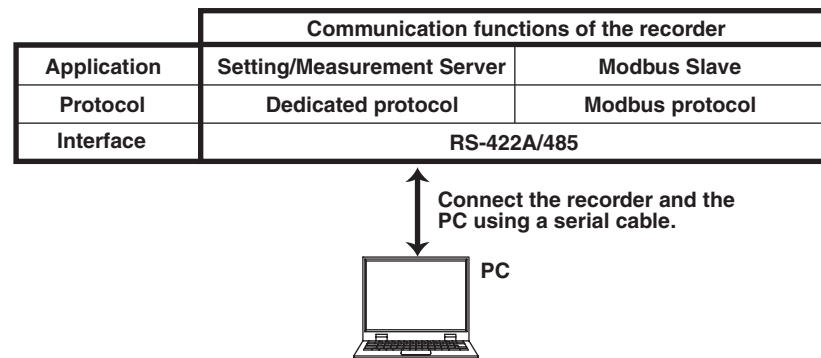 Communication functions of the recorder
Application Setting/Measurement Server Modbus Slave
Protocol Dedicated protocol Modbus protocol
Interface RS-422A/485
Connect the recorder and the
PC using a serial cable.
PC